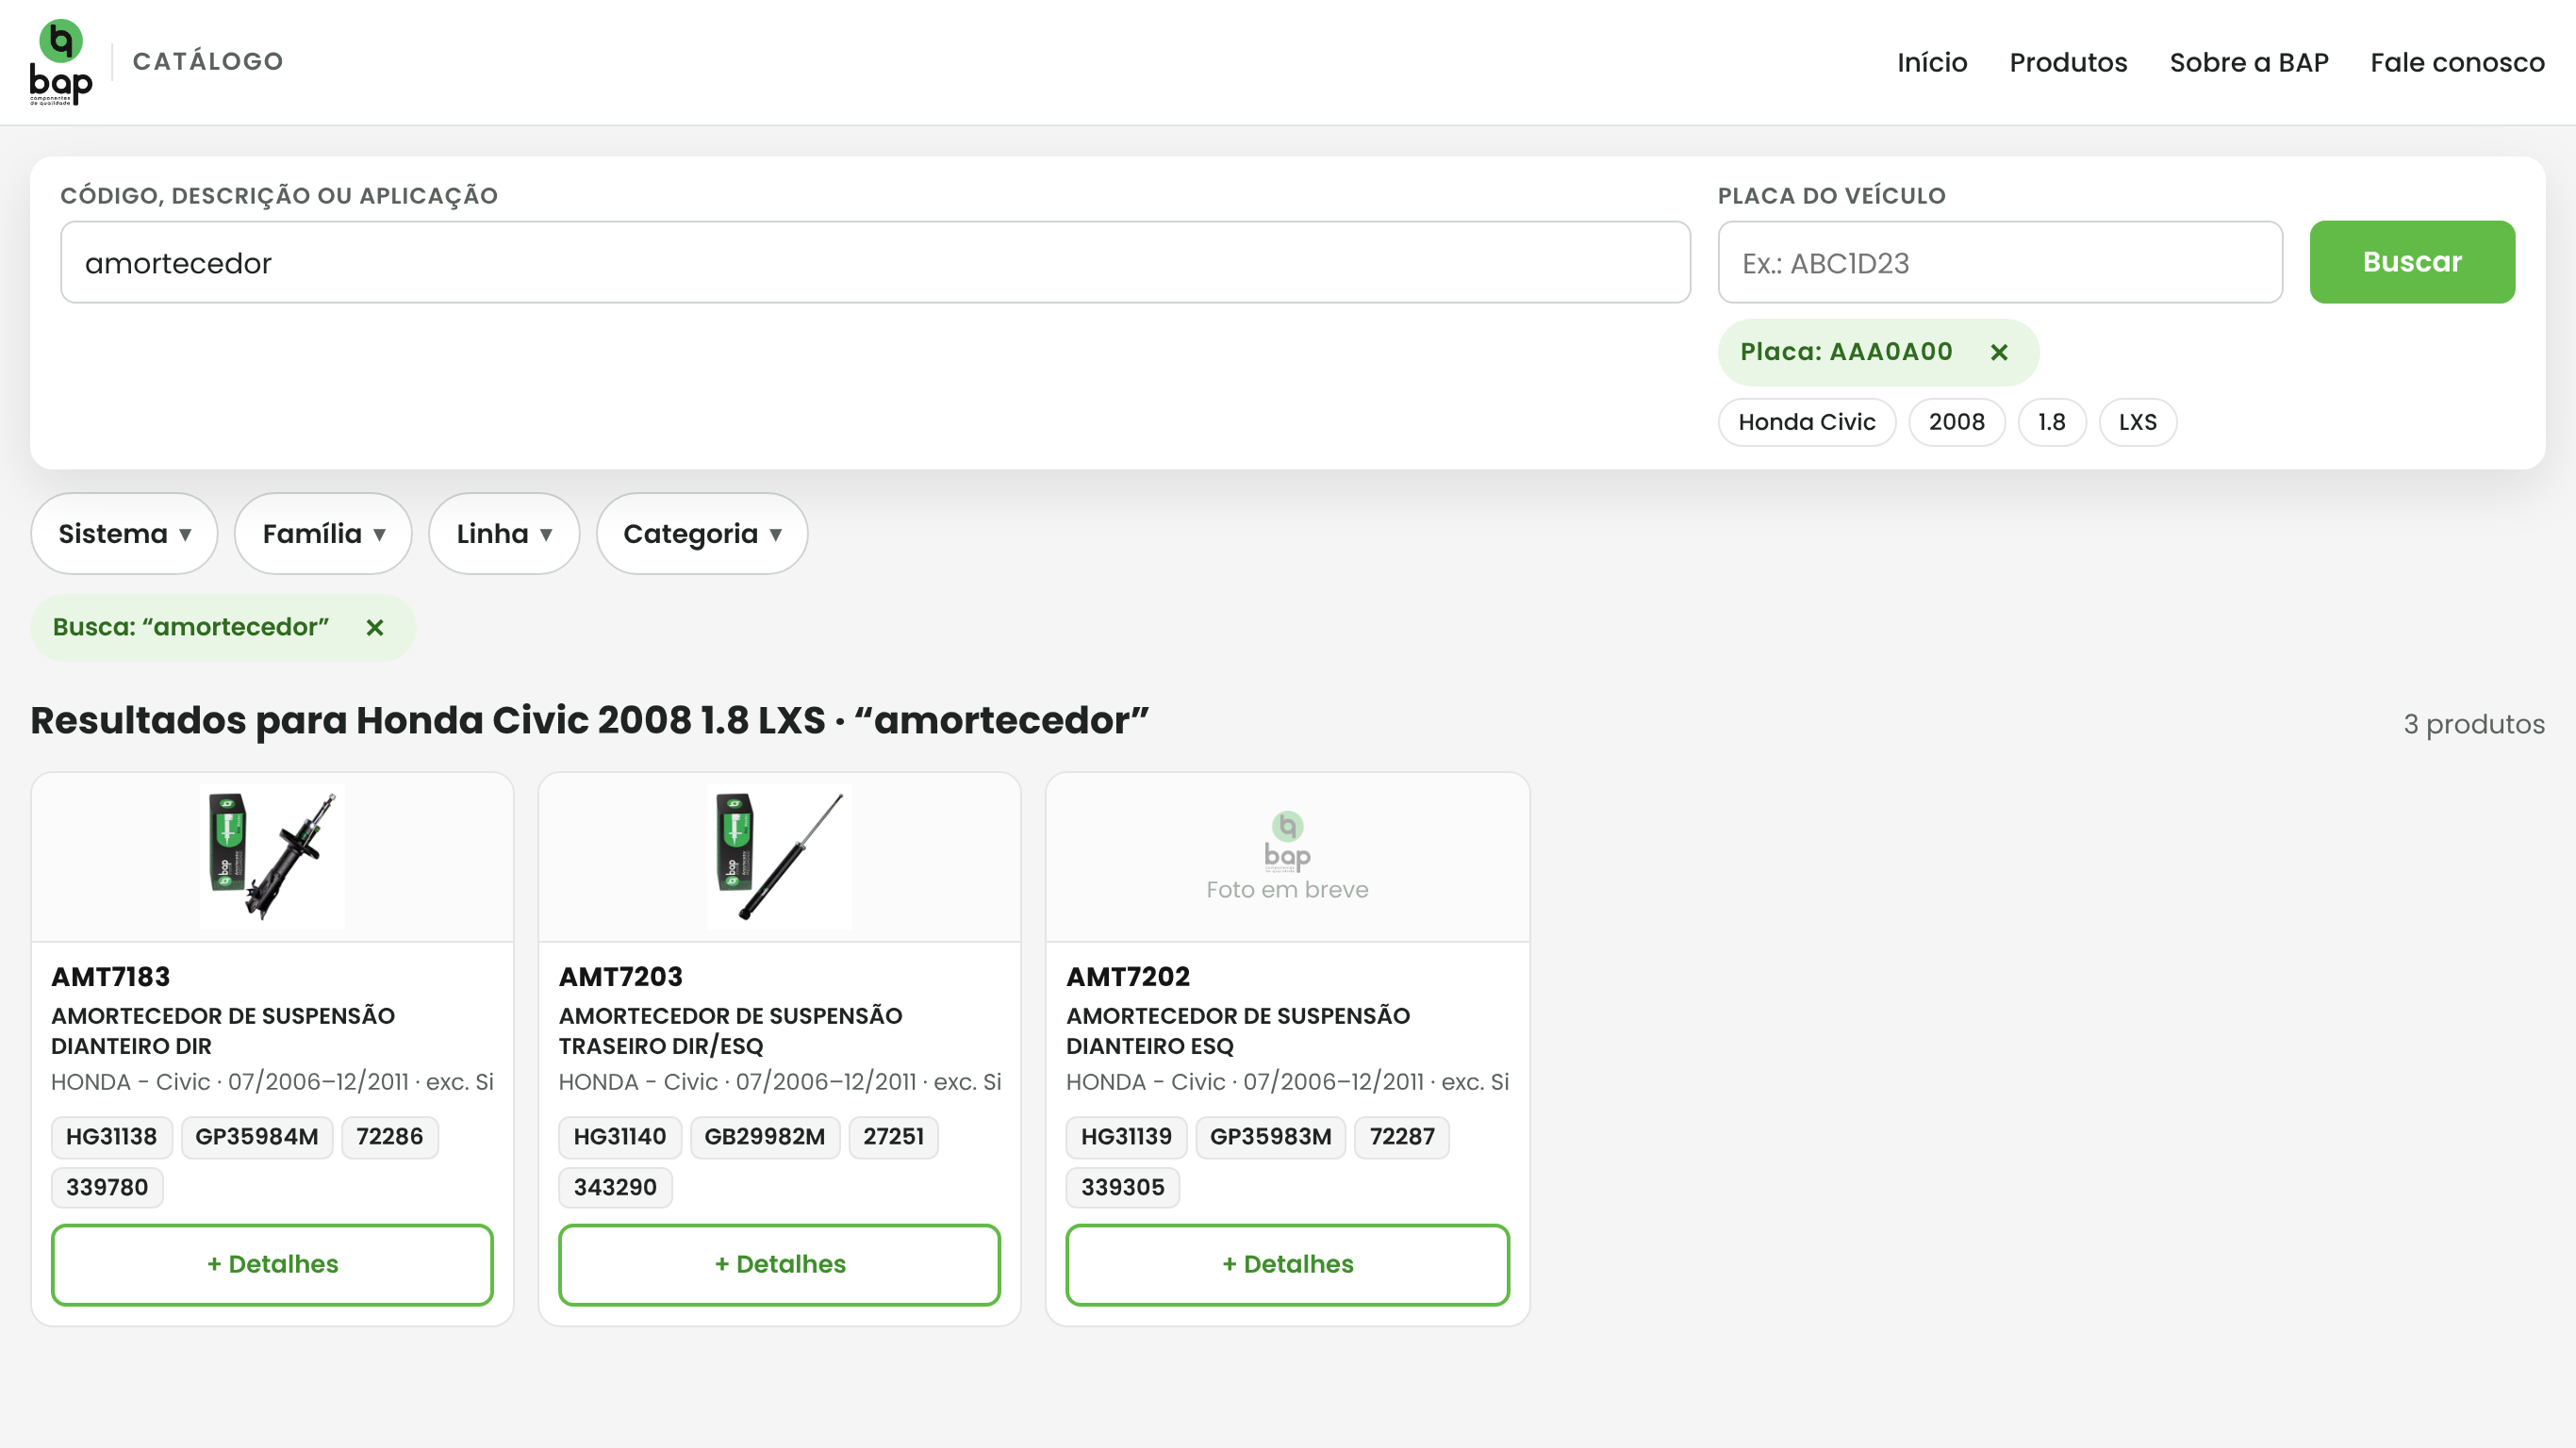 bap
componentes
de qualidade
CATÁLOGO
Início
Produtos
Sobre a BAP
Fale conosco
CÓDIGO, DESCRIÇÃO OU APLICAÇÃO
amortecedor
PLACA DO VEÍCULO
Ex.: ABC1D23
Buscar
Placa: AAA0A00 ×
Honda Civic
2008
1.8
LXS
Sistema ▾
Família ▾
Linha ▾
Categoria ▾
Busca: “amortecedor” ×
Resultados para Honda Civic 2008 1.8 LXS · “amortecedor”
3 produtos
bap
AMT7183
AMORTECEDOR DE SUSPENSÃO
DIANTEIRO DIR
HONDA - Civic · 07/2006–12/2011 · exc. Si
HG31138 GP35984M 72286
339780
+ Detalhes
bap
AMT7203
AMORTECEDOR DE SUSPENSÃO
TRASEIRO DIR/ESQ
HONDA - Civic · 07/2006–12/2011 · exc. Si
HG31140 GB29982M 27251
343290
+ Detalhes
bap
Foto em breve
AMT7202
AMORTECEDOR DE SUSPENSÃO
DIANTEIRO ESQ
HONDA - Civic · 07/2006–12/2011 · exc. Si
HG31139 GP35983M 72287
339305
+ Detalhes